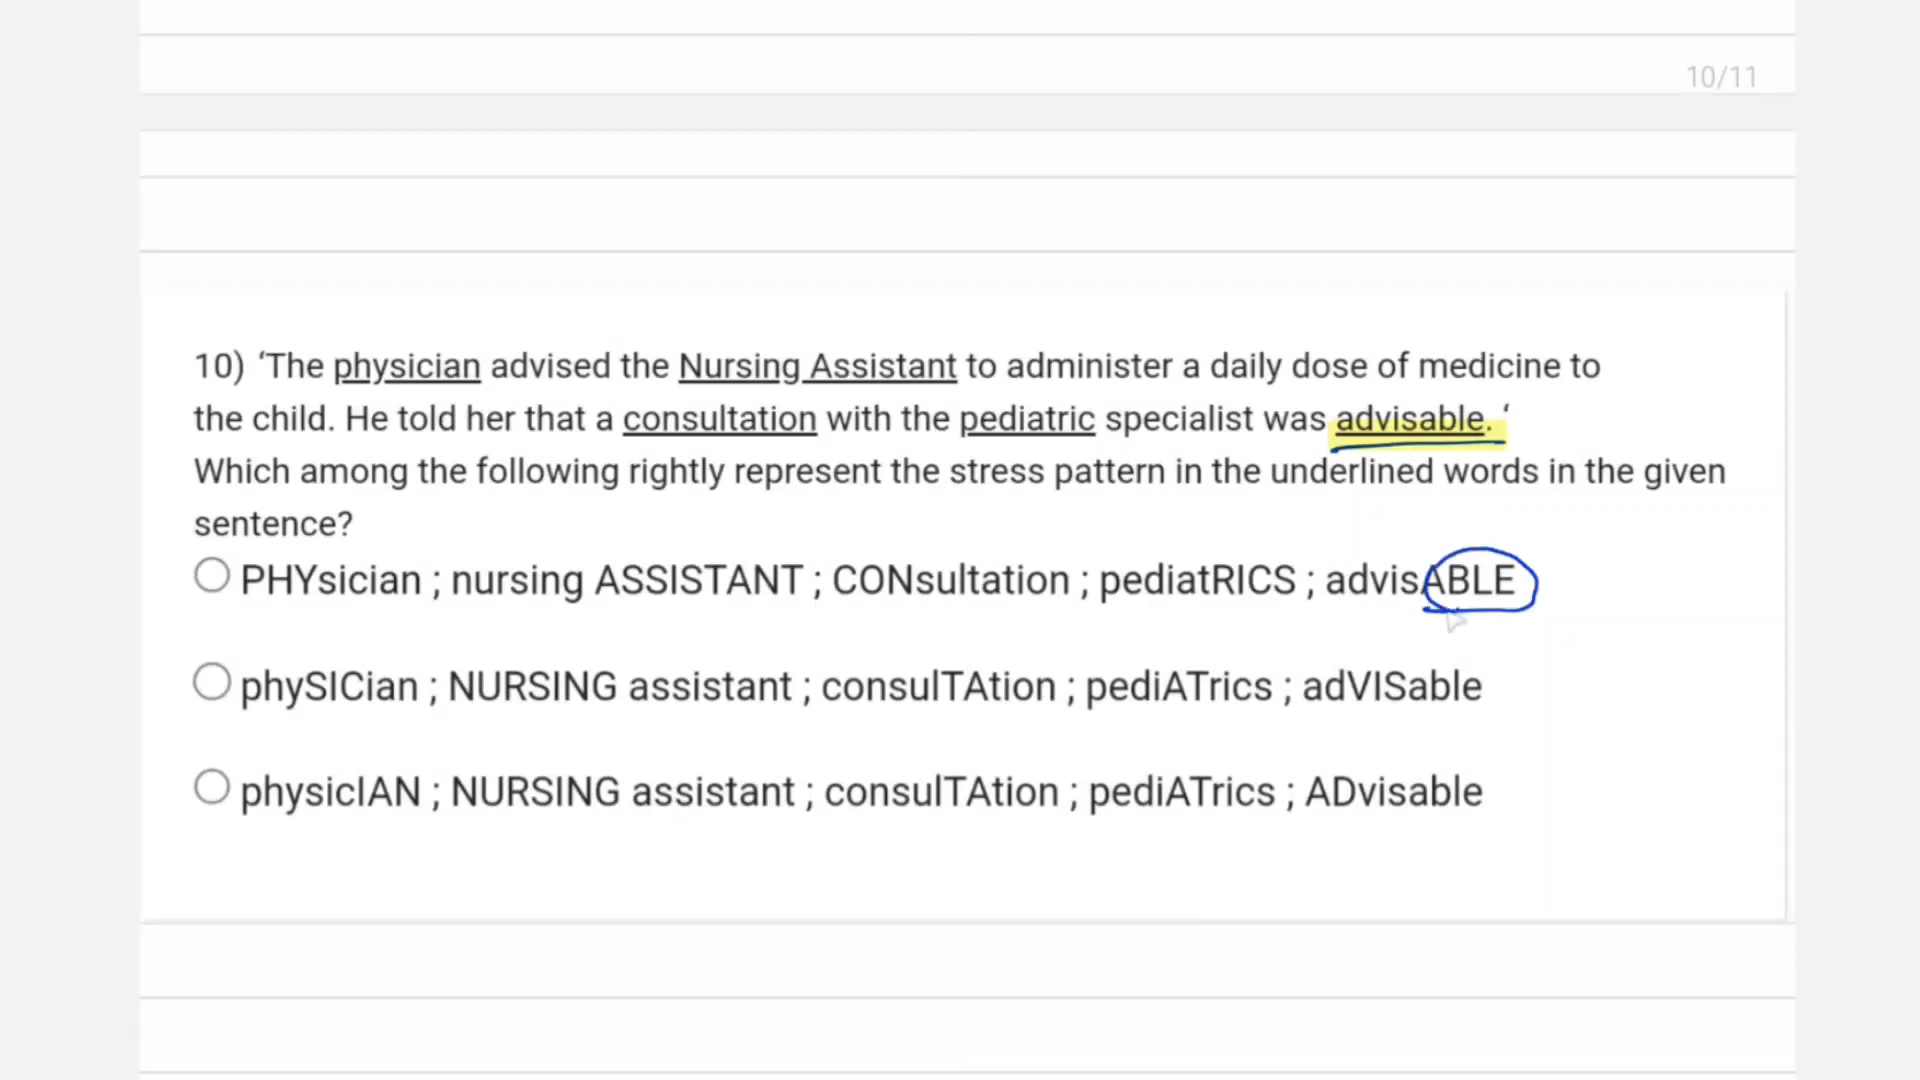 10/11
10) ‘The physician advised the Nursing Assistant to administer a daily dose of medicine to
the child. He told her that a consultation with the pediatric specialist was advisable. ‘
Which among the following rightly represent the stress pattern in the underlined words in the given
sentence?
PHYsician ; nursing ASSISTANT ; CONsultation ; pediatRICS ; advisABLE
phySICian ; NURSING assistant ; consulTAtion ; pediATrics ; adVISable
physicIAN ; NURSING assistant ; consulTAtion ; pediATrics ; ADvisable